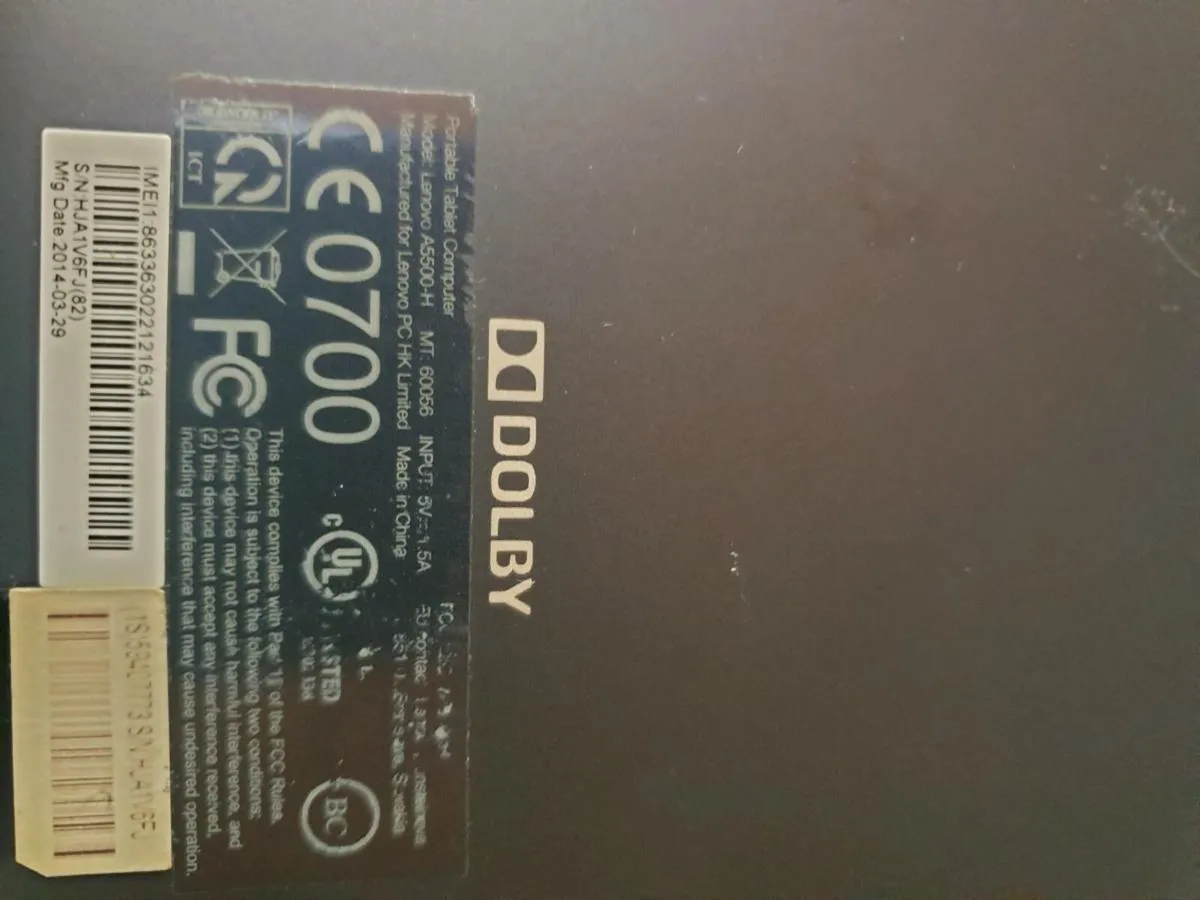 DOLBY
Portable Tablet Computer
Model: Lenovo A5500-H MT: 60056 INPUT: 5V⎓1.5A
Manufactured for Lenovo PC HK Limited Made in China
CE0700
c UL
BC
ICT
FC
This device complies with Part of the FCC Rules.
Operation is subject to the following two conditions:
(1) this device may not cause harmful interference, and
(2) this device must accept any interference received,
including interference that may cause undesired operation.
IMEI1:863363022121634
S/N:HJA1V6FJ(82)
Mfg Date:2014-03-29